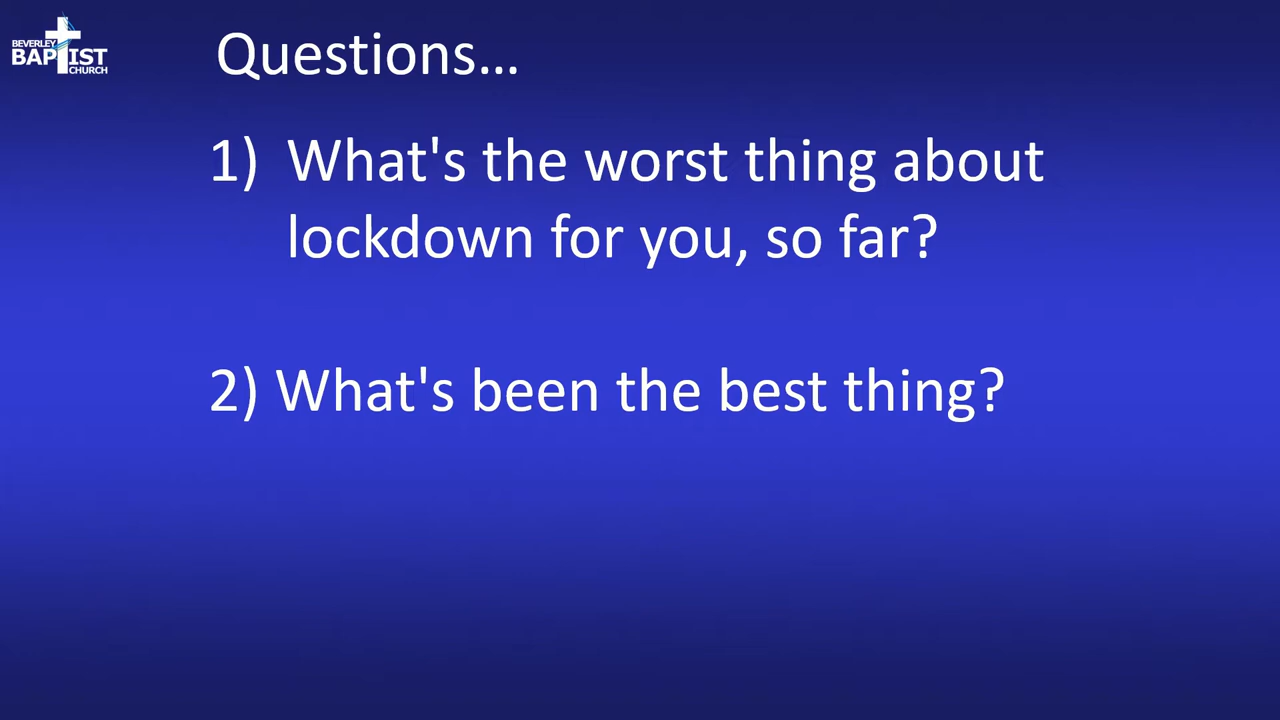 BEVERLEY
BAPTIST
CHURCH
Questions...
1) What's the worst thing about
lockdown for you, so far?
2) What's been the best thing?